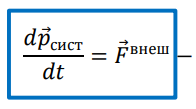 dp⃗сист/dt = F⃗внеш –